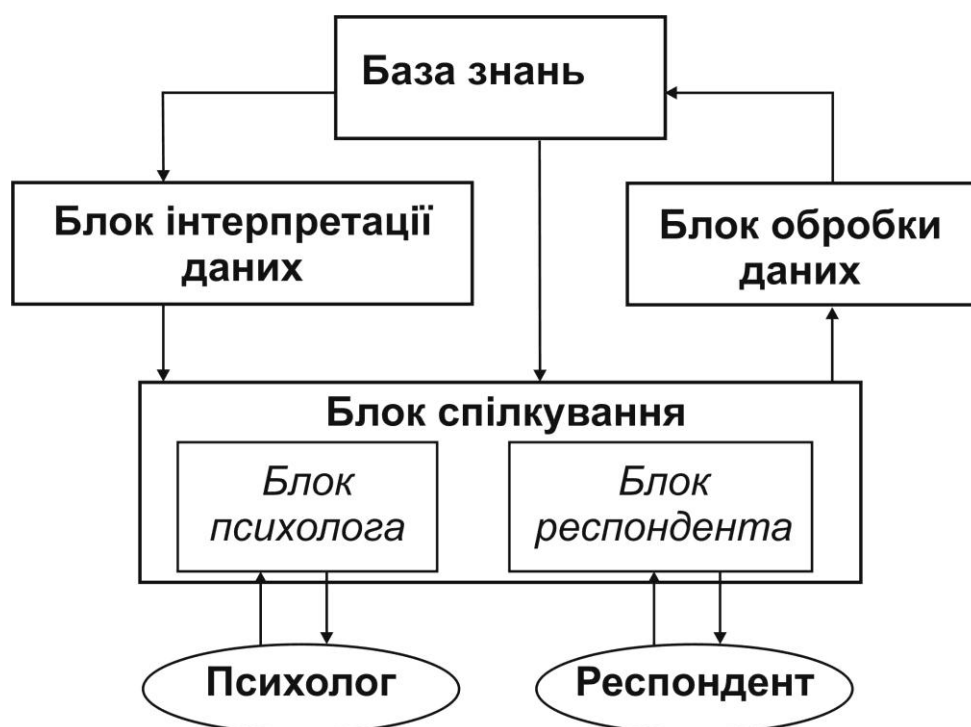 База знань
Блок інтерпретації
даних
Блок обробки
даних
Блок спілкування
Блок
психолога
Блок
респондента
Психолог
Респондент